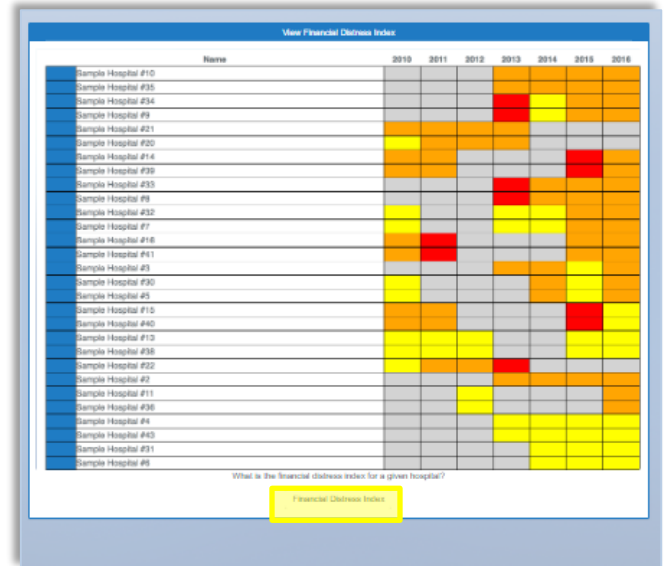 View Financial Distress Index
Name 2010 2011 2012 2013 2014 2015 2016
Sample Hospital #10
Sample Hospital #35
Sample Hospital #34
Sample Hospital #9
Sample Hospital #21
Sample Hospital #20
Sample Hospital #14
Sample Hospital #39
Sample Hospital #33
Sample Hospital #8
Sample Hospital #32
Sample Hospital #7
Sample Hospital #16
Sample Hospital #41
Sample Hospital #3
Sample Hospital #30
Sample Hospital #5
Sample Hospital #15
Sample Hospital #40
Sample Hospital #13
Sample Hospital #38
Sample Hospital #22
Sample Hospital #2
Sample Hospital #11
Sample Hospital #36
Sample Hospital #4
Sample Hospital #43
Sample Hospital #31
Sample Hospital #6
What is the financial distress index for a given hospital?
Financial Distress Index